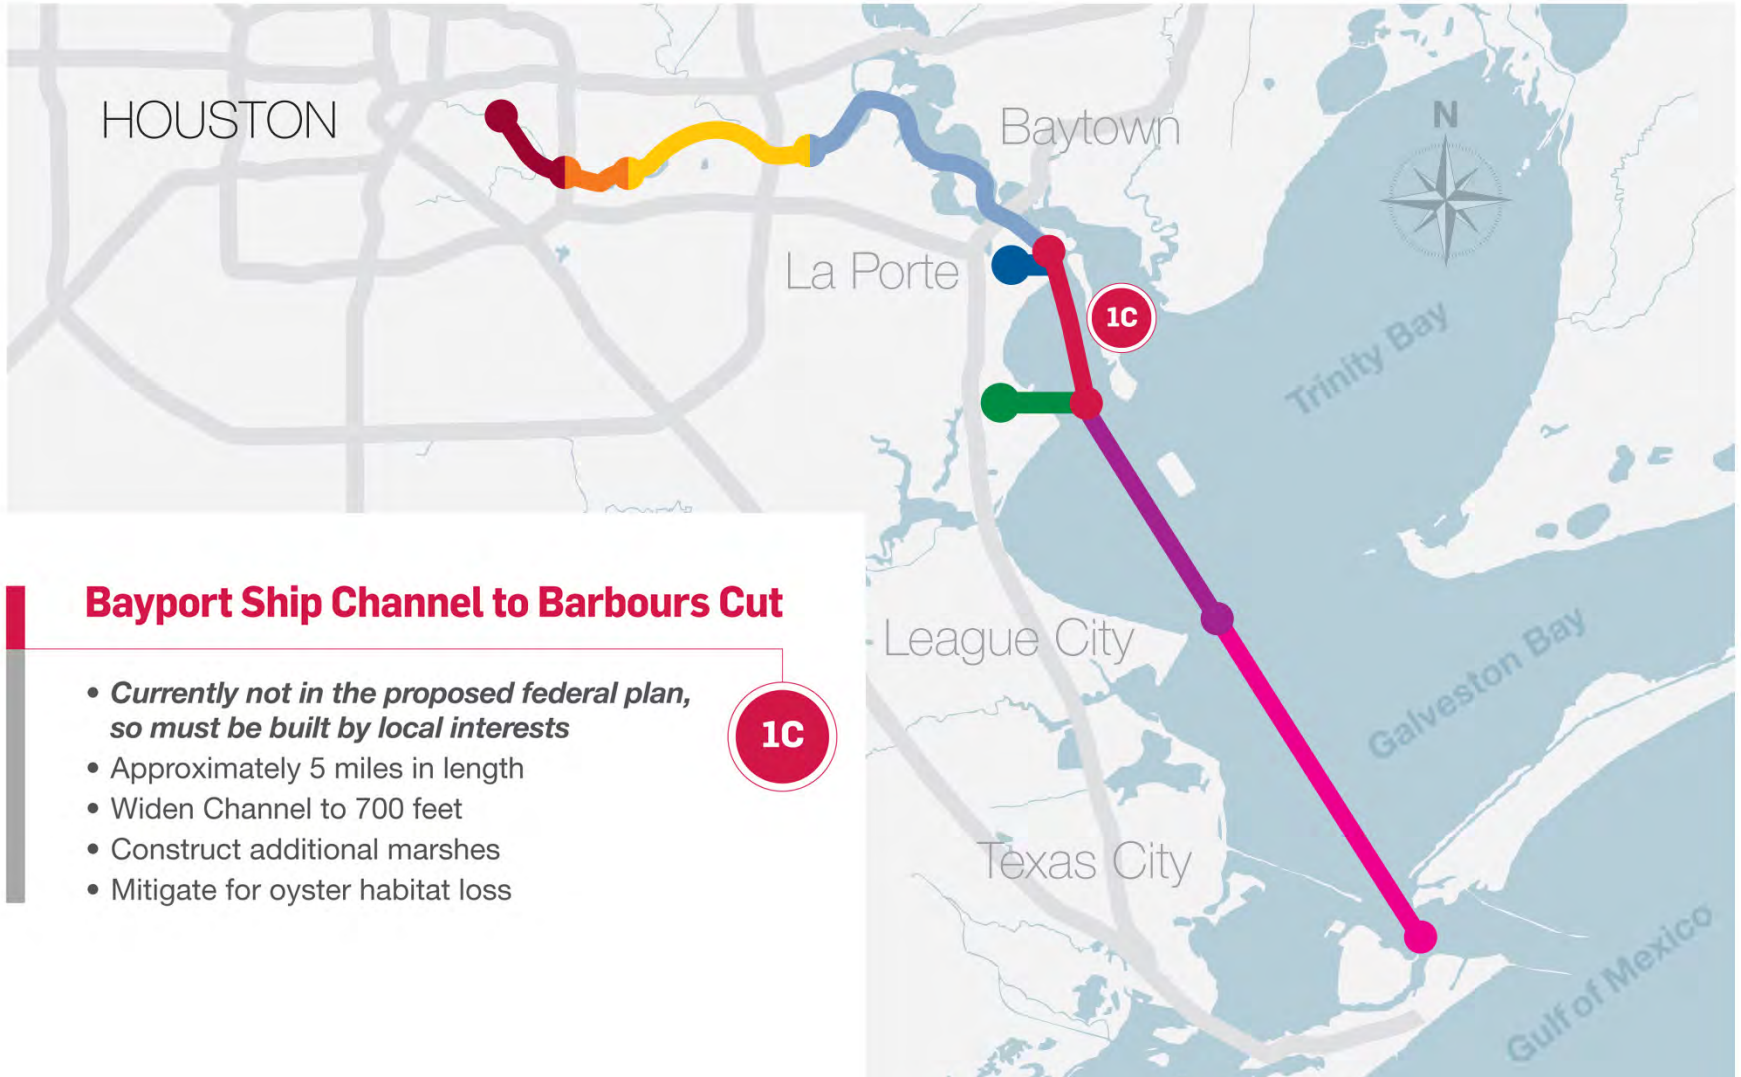 HOUSTON
Baytown
N
La Porte
1C
Trinity Bay
Bayport Ship Channel to Barbours Cut
• Currently not in the proposed federal plan,
so must be built by local interests
1C
• Approximately 5 miles in length
• Widen Channel to 700 feet
• Construct additional marshes
• Mitigate for oyster habitat loss
League City
Galveston Bay
Texas City
Gulf of Mexico